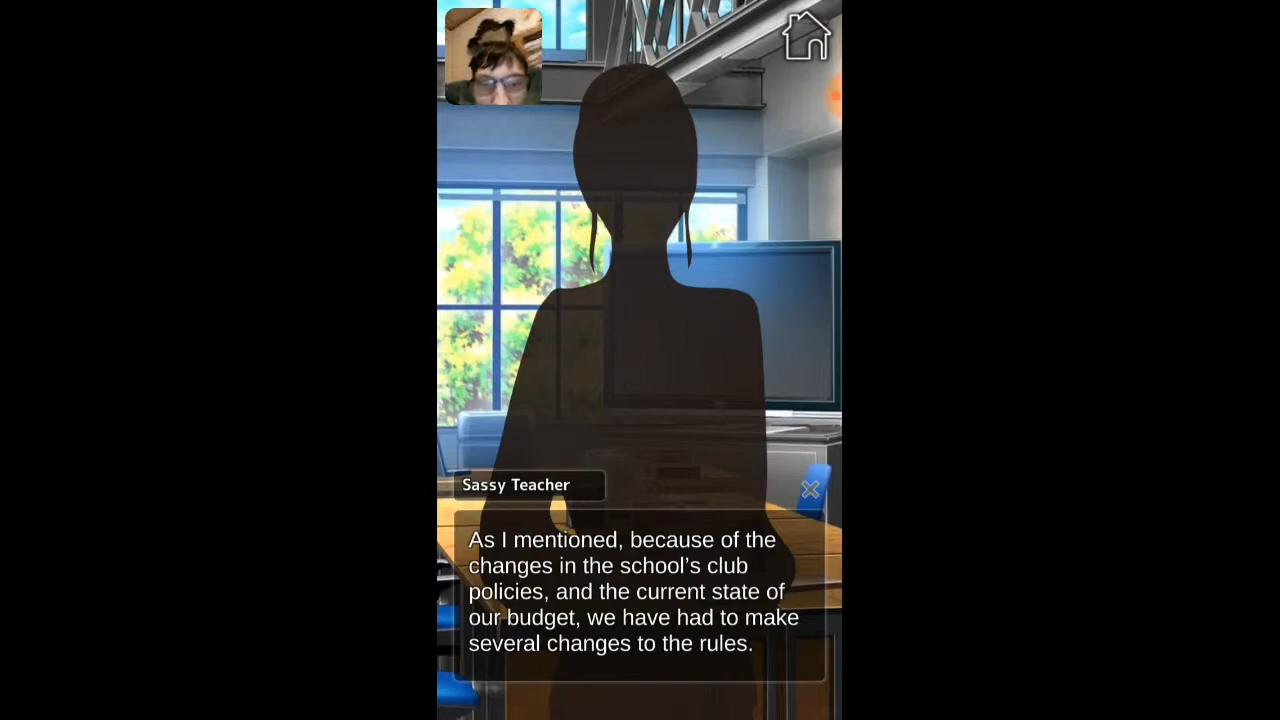 Sassy Teacher
As I mentioned, because of the
changes in the school’s club
policies, and the current state of
our budget, we have had to make
several changes to the rules.